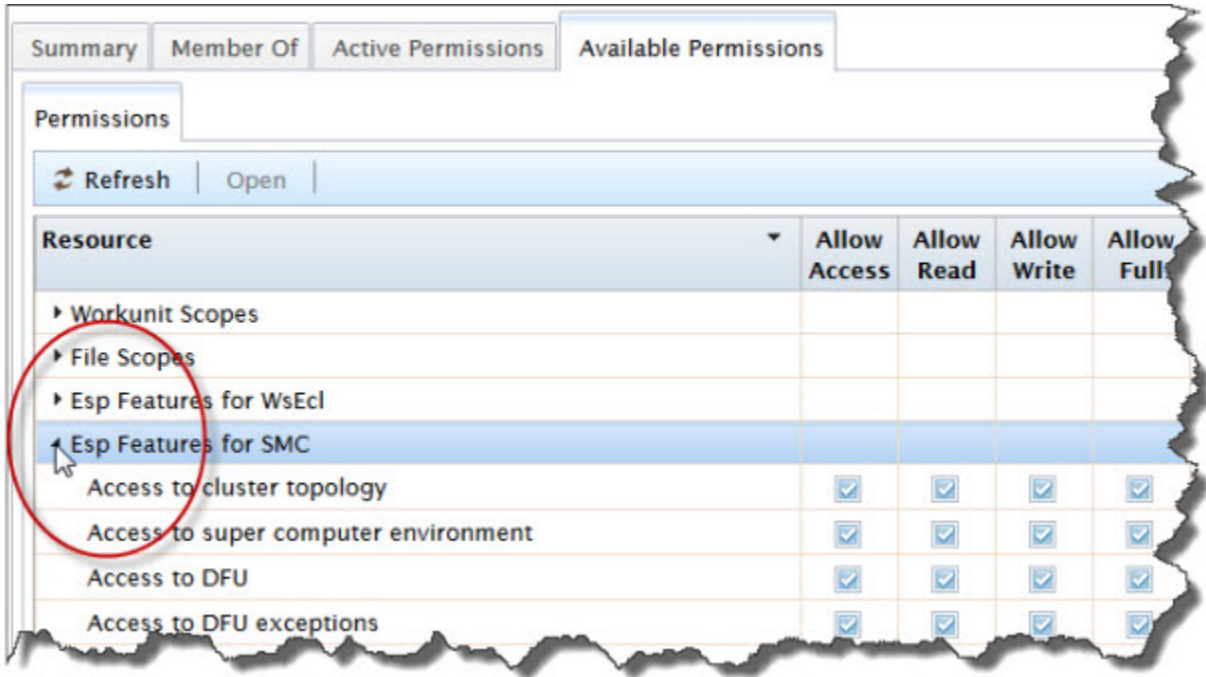 Summary Member Of Active Permissions Available Permissions
Permissions
Refresh Open
Resource Allow Access Allow Read Allow Write Allow Full
Workunit Scopes
File Scopes
Esp Features for WsEcl
Esp Features for SMC
Access to cluster topology
Access to super computer environment
Access to DFU
Access to DFU exceptions